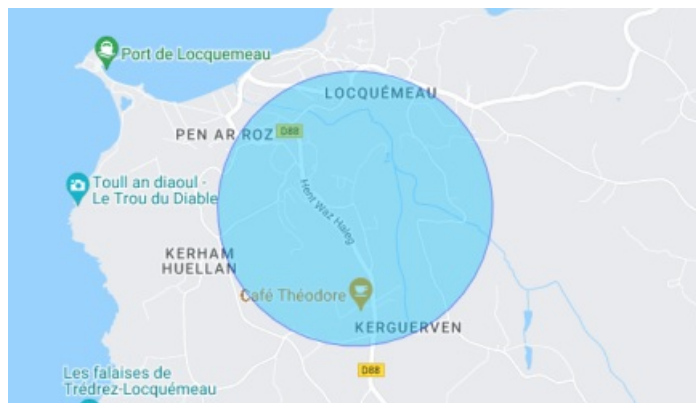 Port de Locquemeau
LOCQUÉMEAU
PEN AR ROZ
D88
Toull an diaoul -
Le Trou du Diable
Hent Waz Haleg
KERHAM
HUELLAN
Café Théodore
KERGUERVEN
Les falaises de
Trédrez-Locquémeau
D88